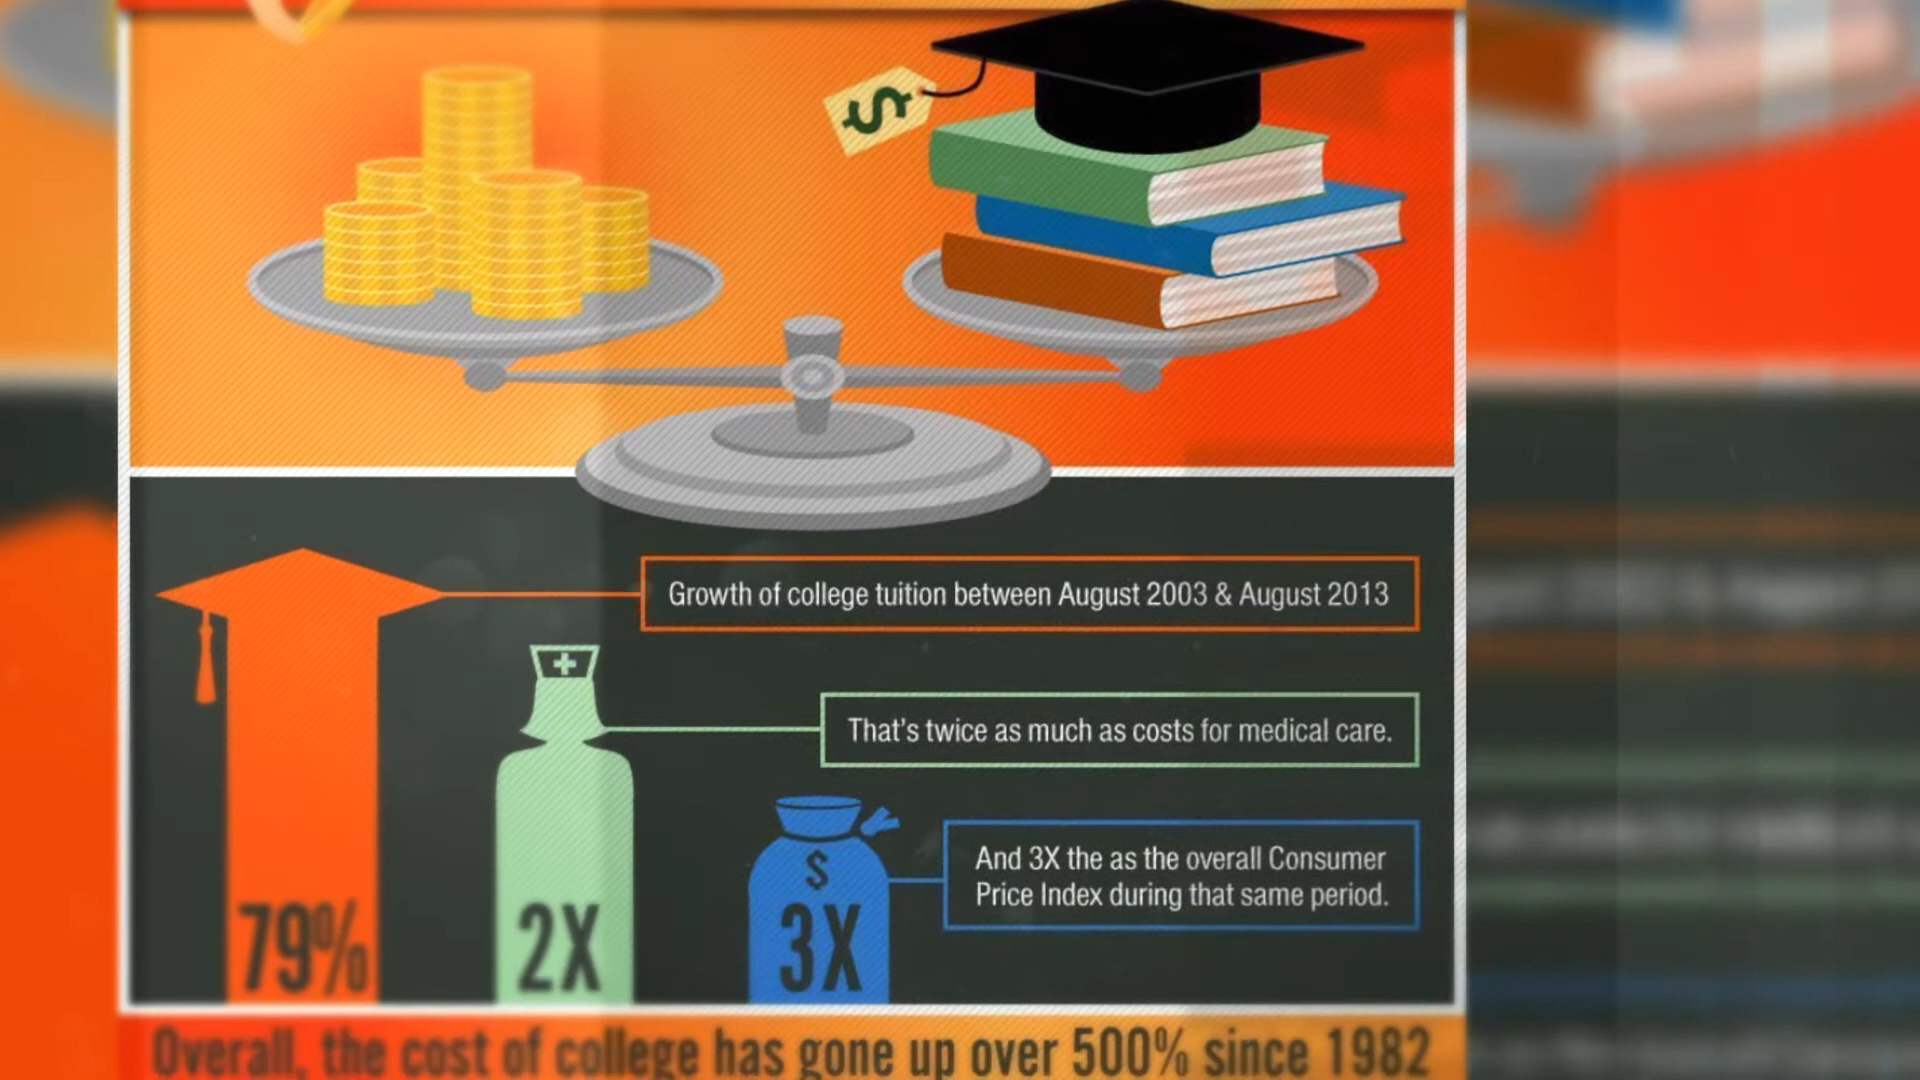 $
Growth of college tuition between August 2003 & August 2013
That's twice as much as costs for medical care.
And 3X the as the overall Consumer
Price Index during that same period.
$
79% 2X 3X
Overall, the cost of college has gone up over 500% since 1982